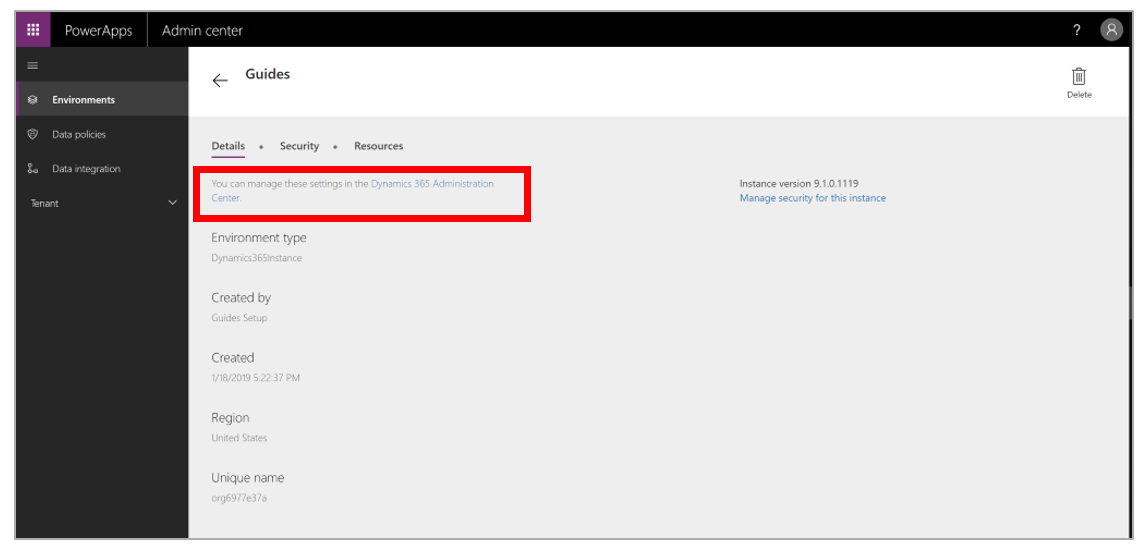 PowerApps
Admin center
?
Guides
Delete
Environments
Data policies
Data integration
Tenant
Details • Security • Resources
You can manage these settings in the Dynamics 365 Administration
Center.
Instance version 9.1.0.1119
Manage security for this instance
Environment type
Dynamics365Instance
Created by
Guides Setup
Created
1/18/2019 5:22:37 PM
Region
United States
Unique name
org6977e37a